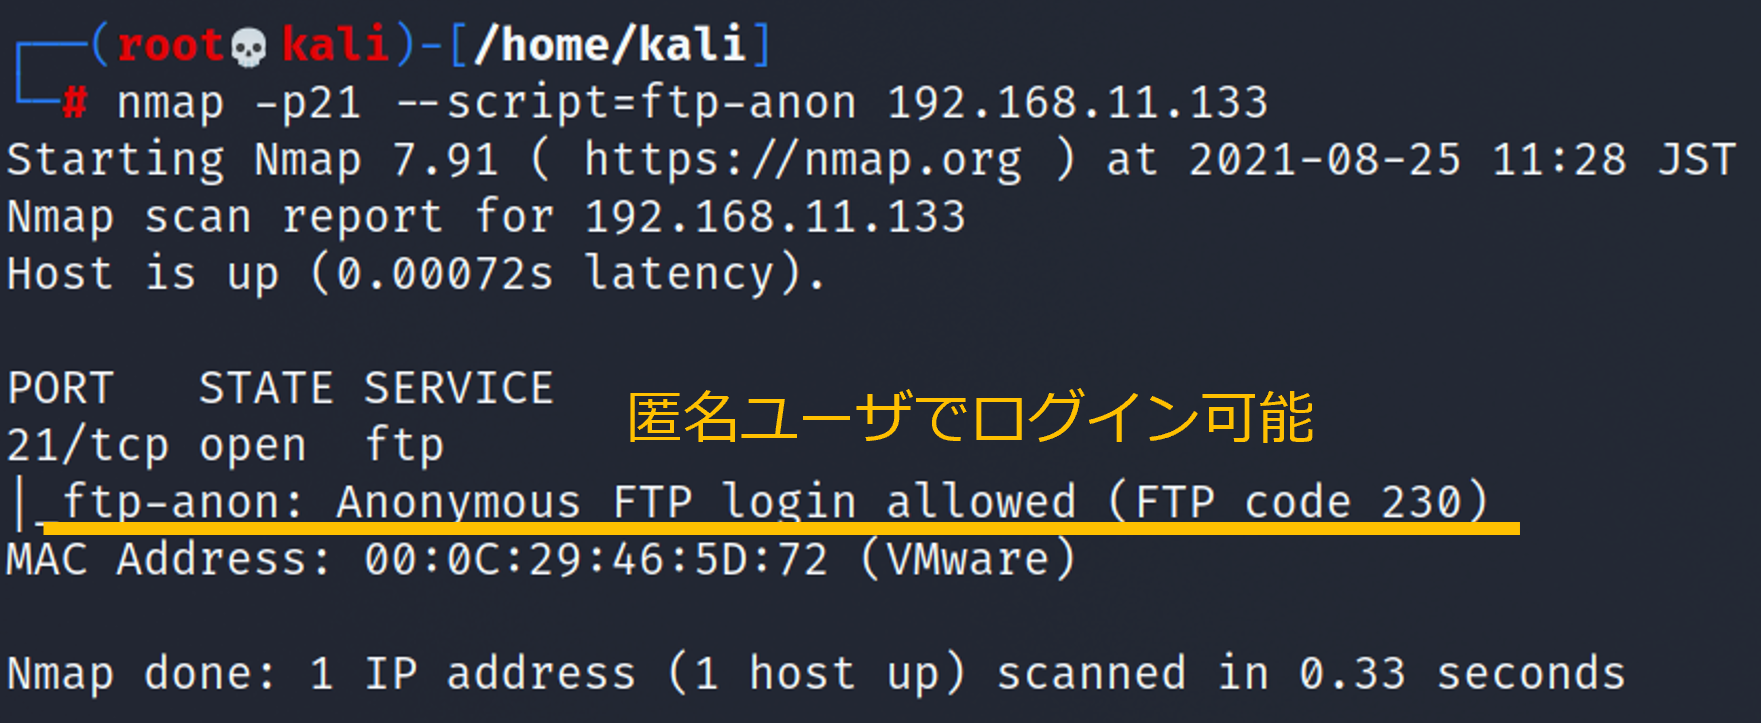 ┌──(root💀kali)-[/home/kali]
└─# nmap -p21 --script=ftp-anon 192.168.11.133
Starting Nmap 7.91 ( https://nmap.org ) at 2021-08-25 11:28 JST
Nmap scan report for 192.168.11.133
Host is up (0.00072s latency).
PORT   STATE SERVICE
匿名ユーザでログイン可能
21/tcp open  ftp
|_ftp-anon: Anonymous FTP login allowed (FTP code 230)
MAC Address: 00:0C:29:46:5D:72 (VMware)
Nmap done: 1 IP address (1 host up) scanned in 0.33 seconds